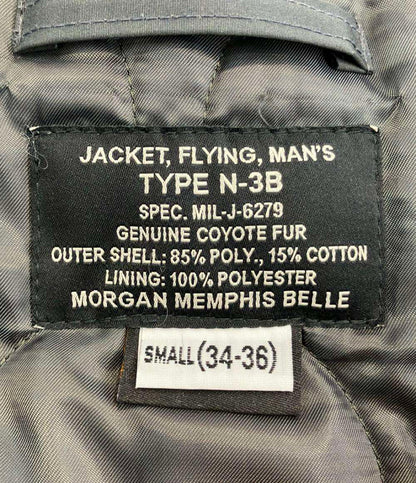 JACKET, FLYING, MAN'S
TYPE N-3B
SPEC. MIL-J-6279
GENUINE COYOTE FUR
OUTER SHELL: 85% POLY., 15% COTTON
LINING: 100% POLYESTER
MORGAN MEMPHIS BELLE
SMALL (34-36)